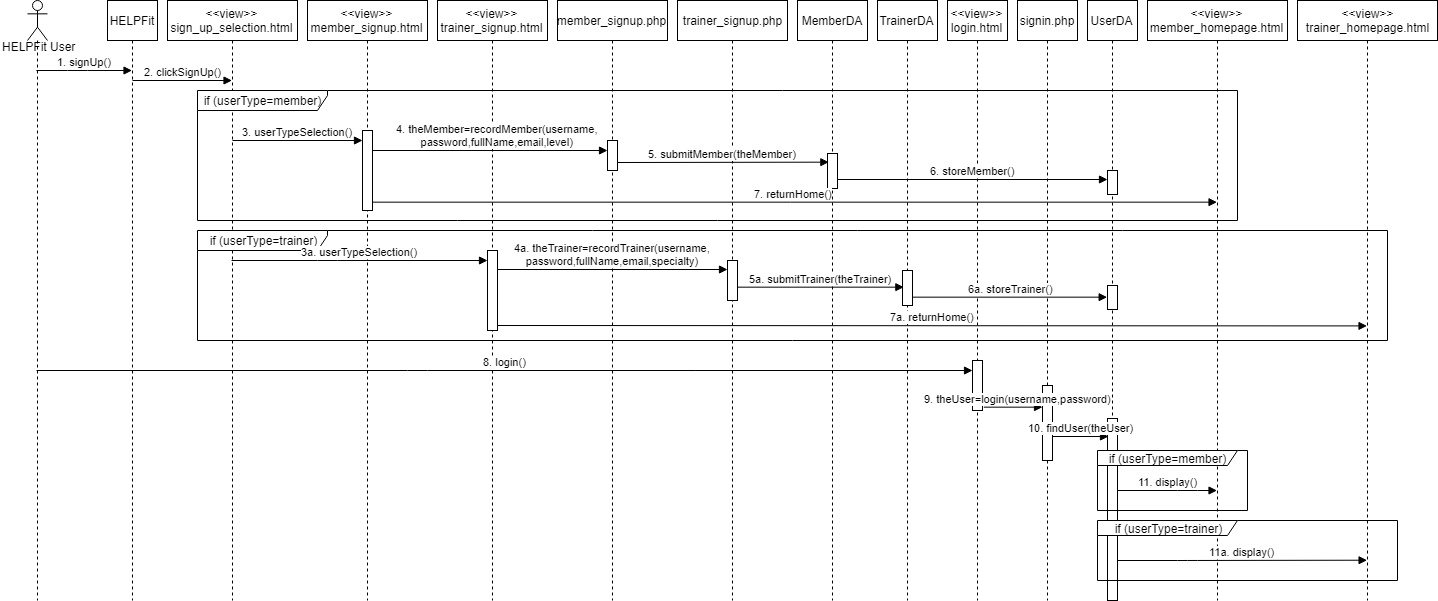 HELPFit User
HELPFit
<<view>>
sign_up_selection.html
<<view>>
member_signup.html
<<view>>
trainer_signup.html
member_signup.php
trainer_signup.php
MemberDA
TrainerDA
<<view>>
login.html
signin.php
UserDA
<<view>>
member_homepage.html
<<view>>
trainer_homepage.html
1. signUp()
2. clickSignUp()
if (userType=member)
3. userTypeSelection()
4. theMember=recordMember(username,
password,fullName,email,level)
5. submitMember(theMember)
6. storeMember()
7. returnHome()
if (userType=trainer)
3a. userTypeSelection()
4a. theTrainer=recordTrainer(username,
password,fullName,email,specialty)
5a. submitTrainer(theTrainer)
6a. storeTrainer()
7a. returnHome()
8. login()
9. theUser=login(username,password)
10. findUser(theUser)
if (userType=member)
11. display()
if (userType=trainer)
11a. display()